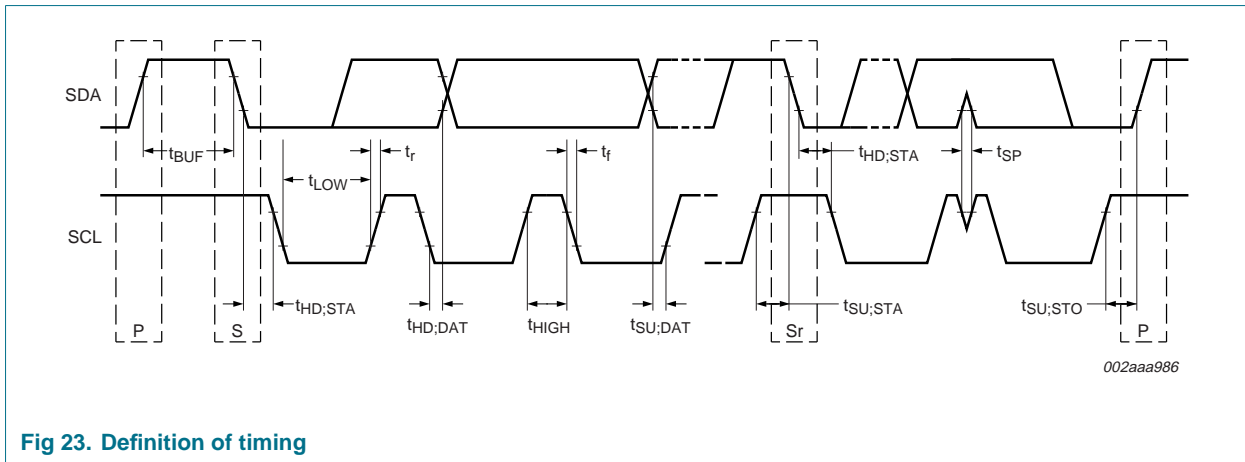 SDA
tBUF
tLOW
tr
tf
tHD;STA
tSP
SCL
tHD;STA
tHD;DAT
tHIGH
tSU;DAT
tSU;STA
tSU;STO
P
S
Sr
P
002aaa986
Fig 23. Definition of timing